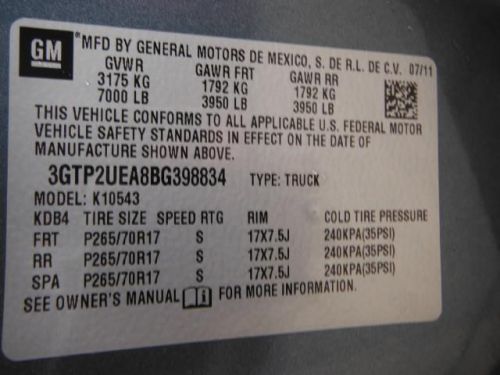 GM MFD BY GENERAL MOTORS DE MEXICO, S. DE R.L. DE C.V. 07/11
GVWR GAWR FRT GAWR RR
3175 KG 1792 KG 1792 KG
7000 LB 3950 LB 3950 LB
THIS VEHICLE CONFORMS TO ALL APPLICABLE U.S. FEDERAL MOTOR
VEHICLE SAFETY STANDARDS IN EFFECT ON THE DATE OF
MANUFACTURE SHOWN ABOVE.
3GTP2UEA8BG398834 TYPE: TRUCK
MODEL: K10543
KDB4 TIRE SIZE SPEED RTG RIM COLD TIRE PRESSURE
FRT P265/70R17 S 17X7.5J 240KPA(35PSI)
RR P265/70R17 S 17X7.5J 240KPA(35PSI)
SPA P265/70R17 S 17X7.5J 240KPA(35PSI)
SEE OWNER'S MANUAL FOR MORE INFORMATION.